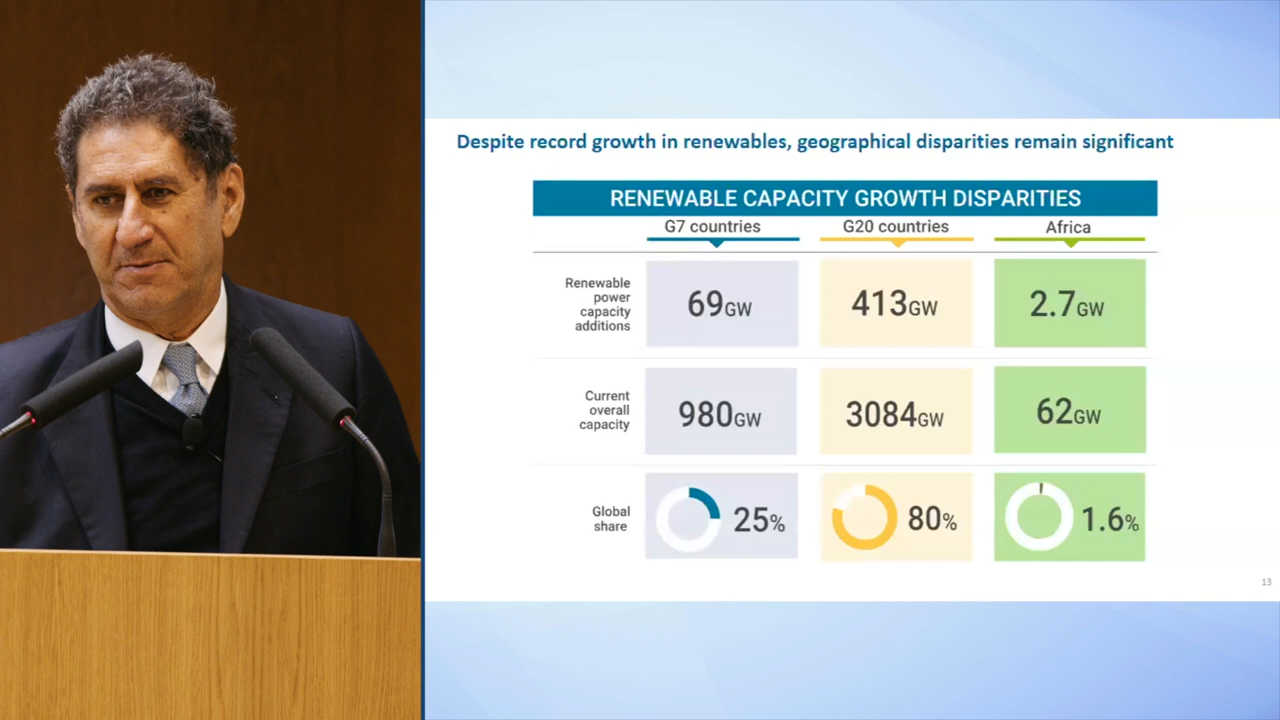 Despite record growth in renewables, geographical disparities remain significant
RENEWABLE CAPACITY GROWTH DISPARITIES
G7 countries
G20 countries
Africa
Renewable
power
capacity
additions
69GW
413GW
2.7GW
Current
overall
capacity
980GW
3084GW
62GW
Global
share
25%
80%
1.6%
13